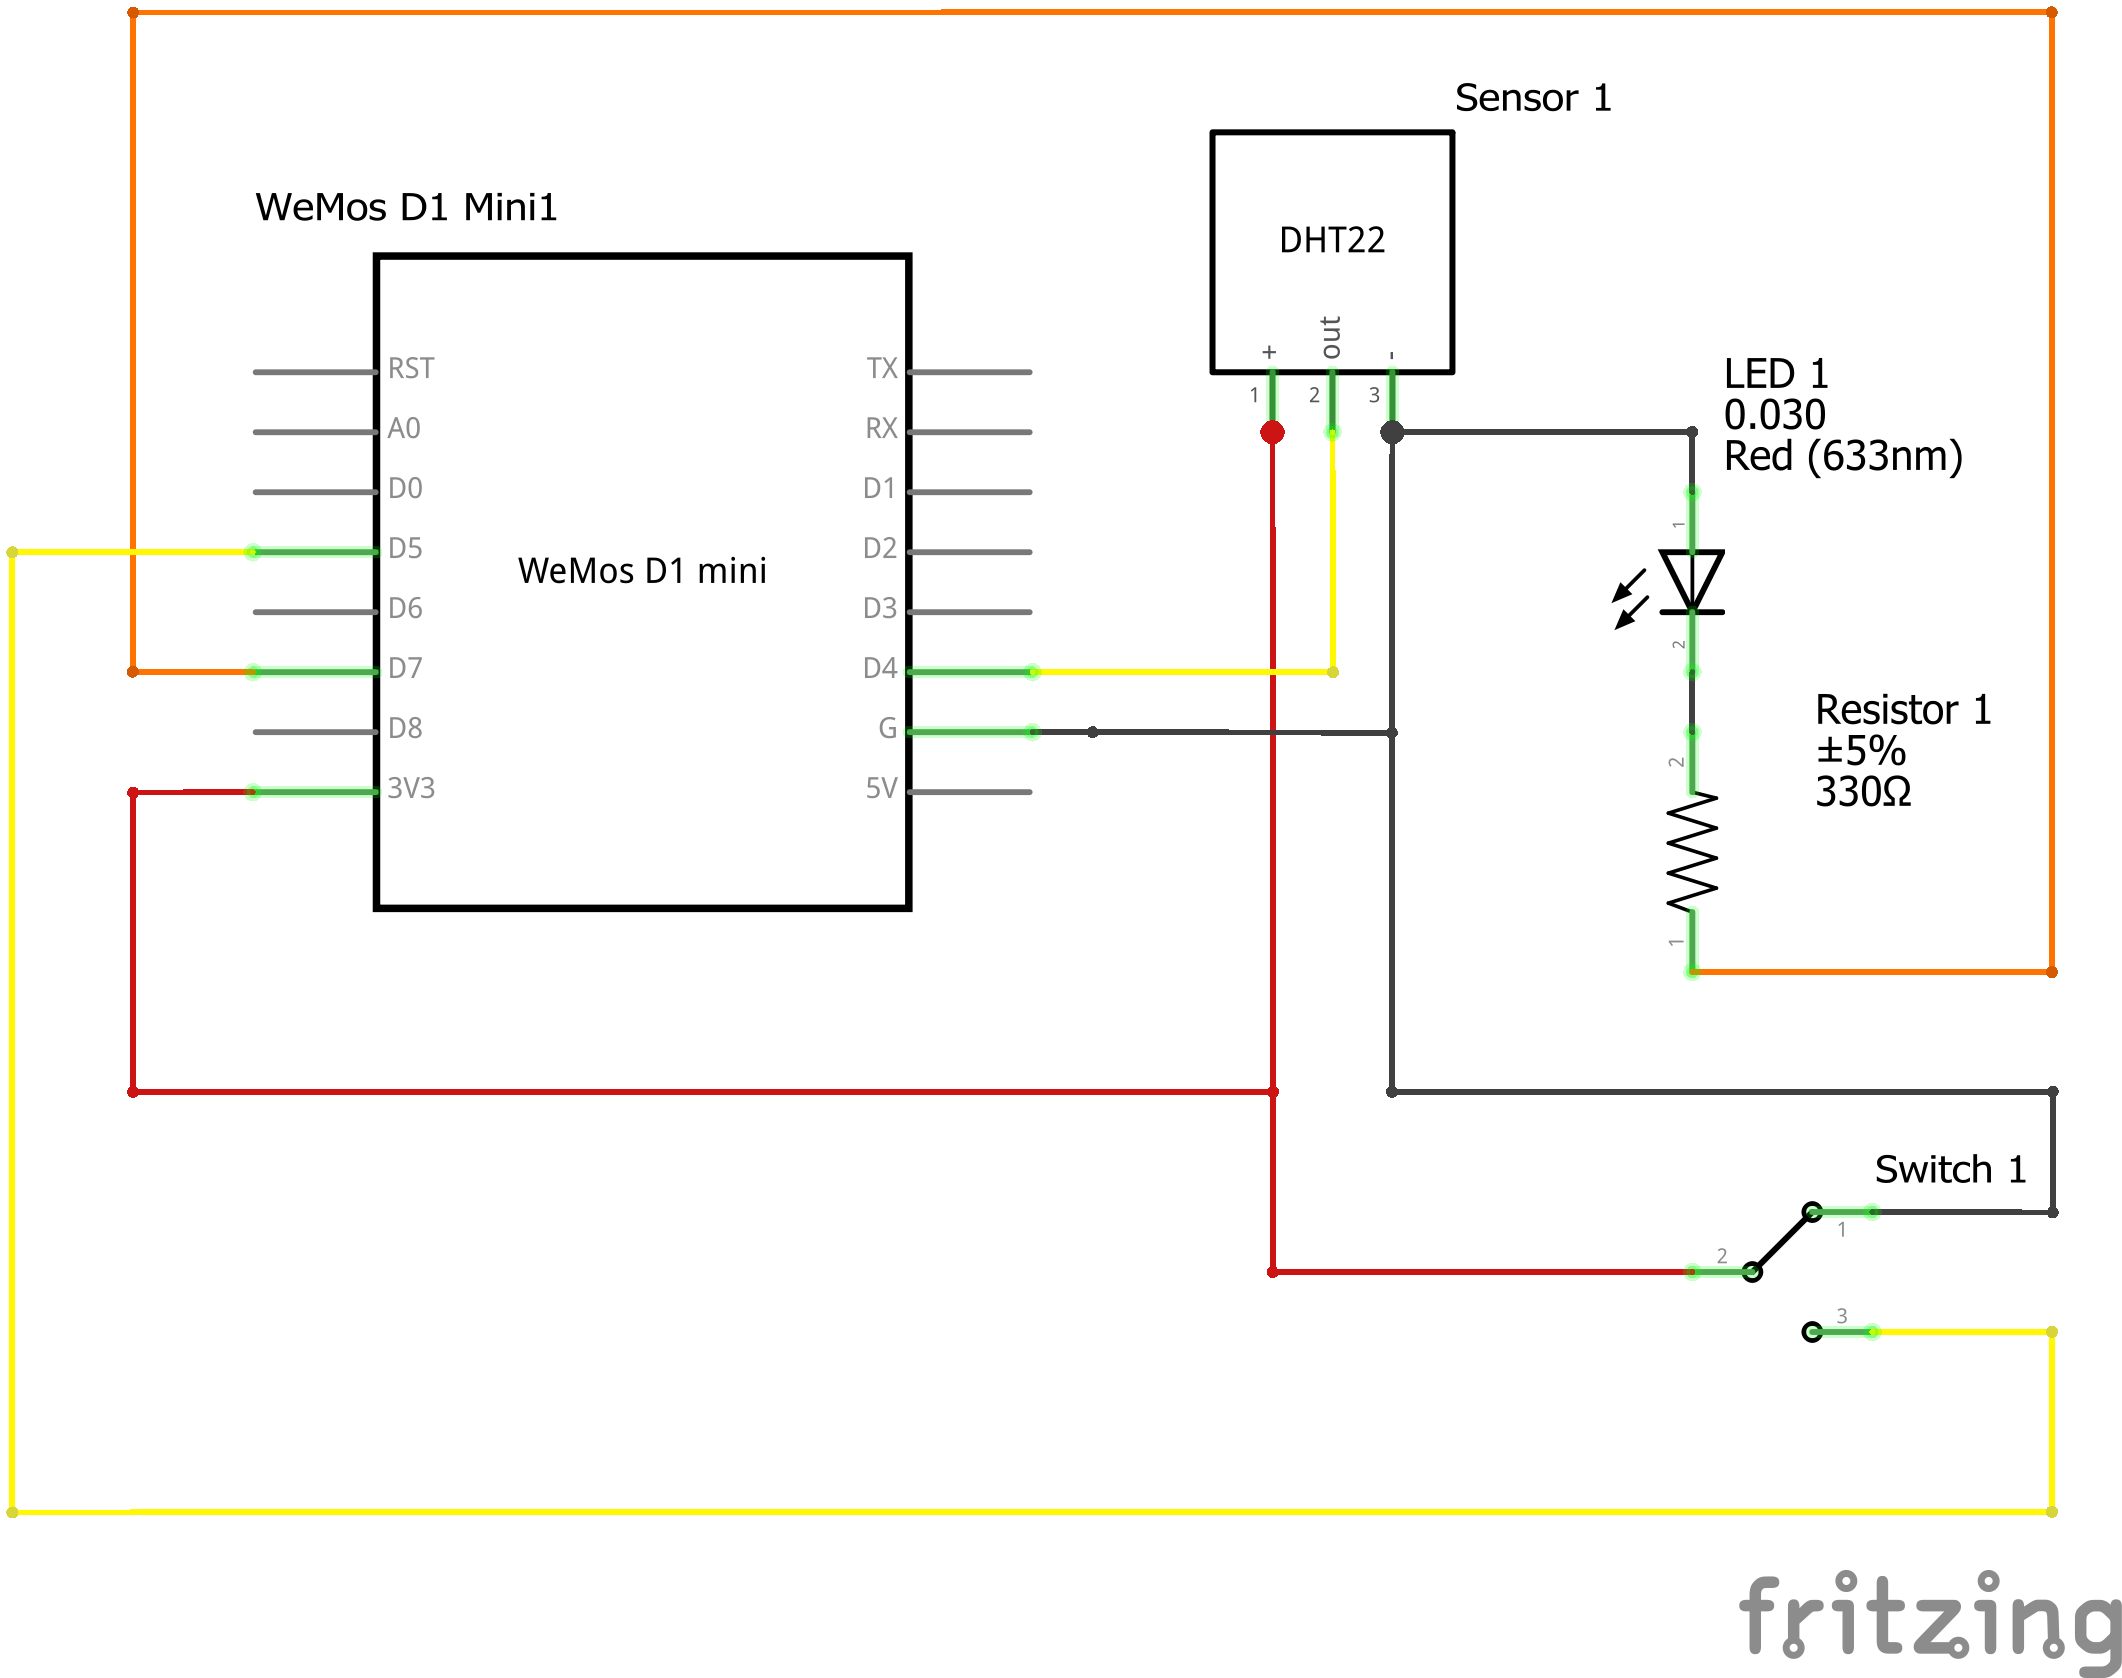 Sensor 1
WeMos D1 Mini1
DHT22
+
out
-
1
2
3
RST
A0
D0
D5
D6
D7
D8
3V3
WeMos D1 mini
TX
RX
D1
D2
D3
D4
G
5V
LED 1
0.030
Red (633nm)
1
2
Resistor 1
±5%
330Ω
2
1
Switch 1
1
2
3
fritzing